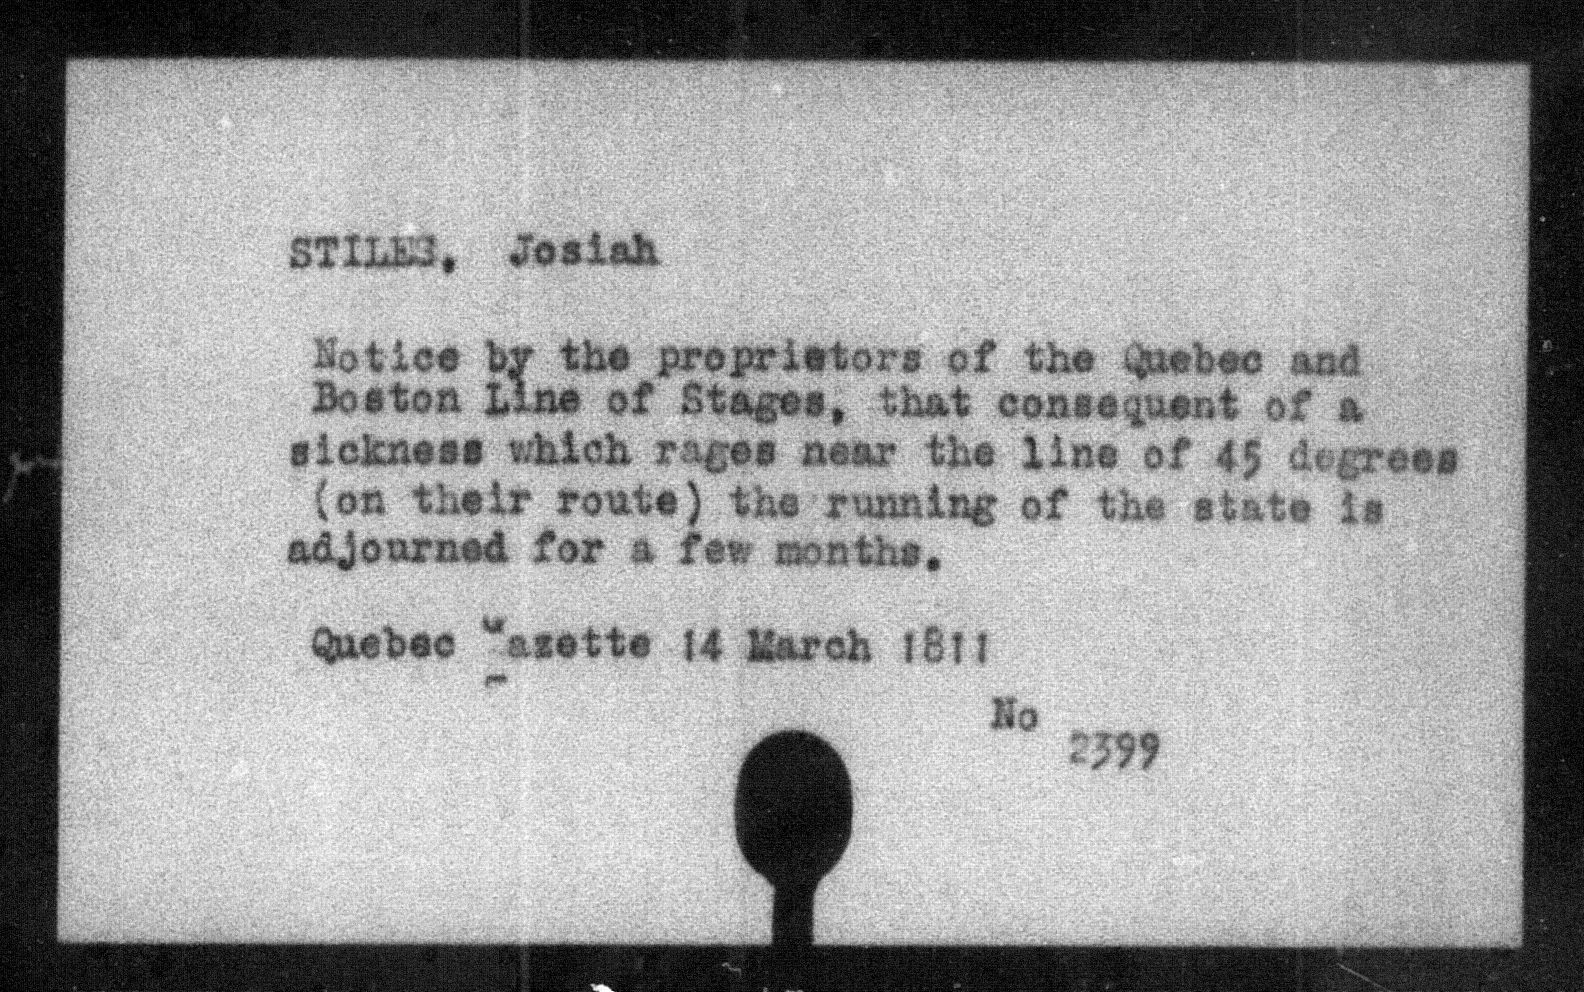 STILES, Josiah
Notice by the proprietors of the Quebec and
Boston Line of Stages, that consequent of a
sickness which rages near the line of 45 degrees
(on their route) the running of the state is
adjourned for a few months.
Quebec Gazette 14 March 1811
No
2399